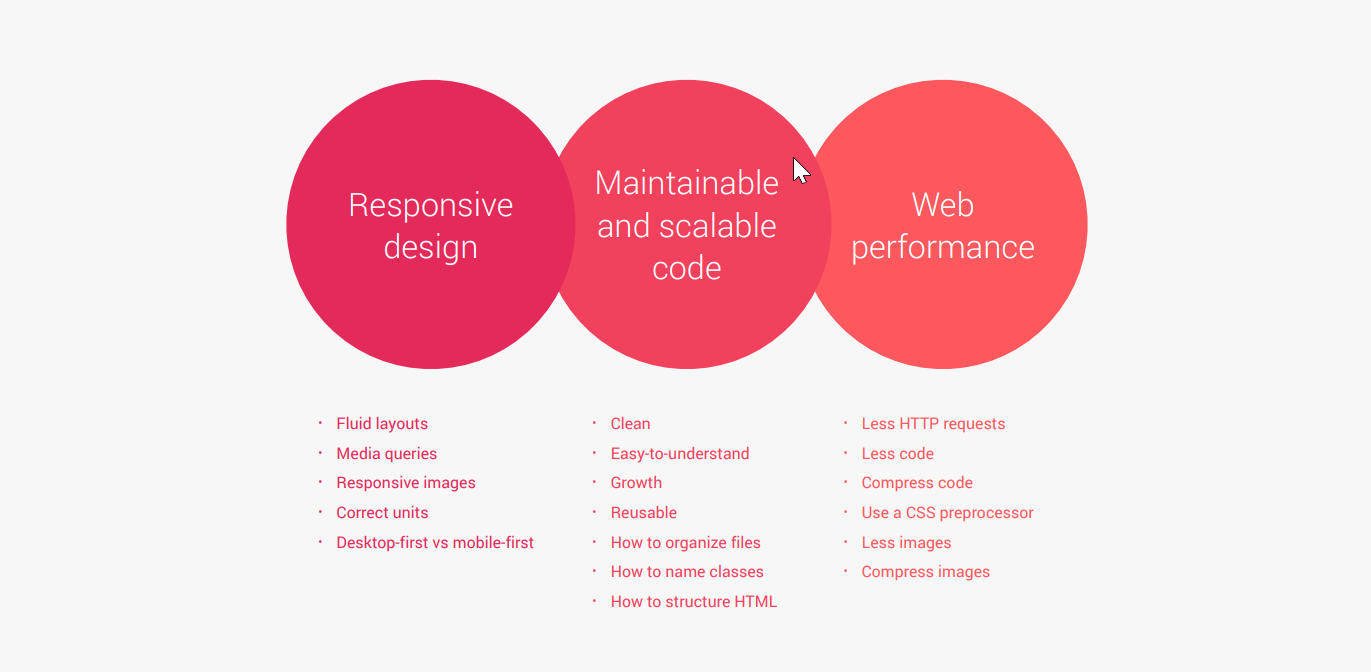 Responsive
design
Maintainable
and scalable
code
Web
performance
· Fluid layouts
· Media queries
· Responsive images
· Correct units
· Desktop-first vs mobile-first
· Clean
· Easy-to-understand
· Growth
· Reusable
· How to organize files
· How to name classes
· How to structure HTML
· Less HTTP requests
· Less code
· Compress code
· Use a CSS preprocessor
· Less images
· Compress images